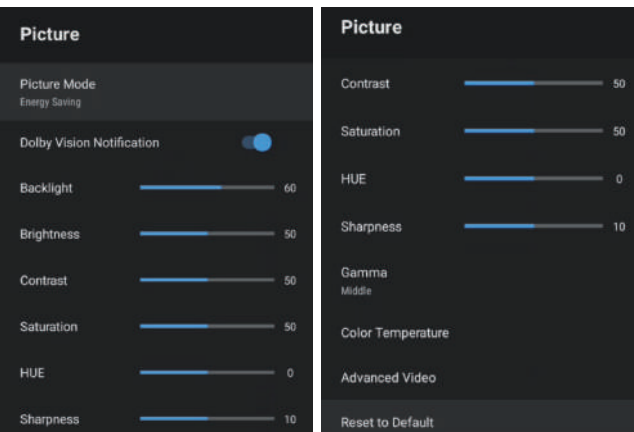 Picture
Picture Mode
Energy Saving
Dolby Vision Notification
Backlight 60
Brightness 50
Contrast 50
Saturation 50
HUE 0
Sharpness 10
Picture
Contrast 50
Saturation 50
HUE 0
Sharpness 10
Gamma
Middle
Color Temperature
Advanced Video
Reset to Default